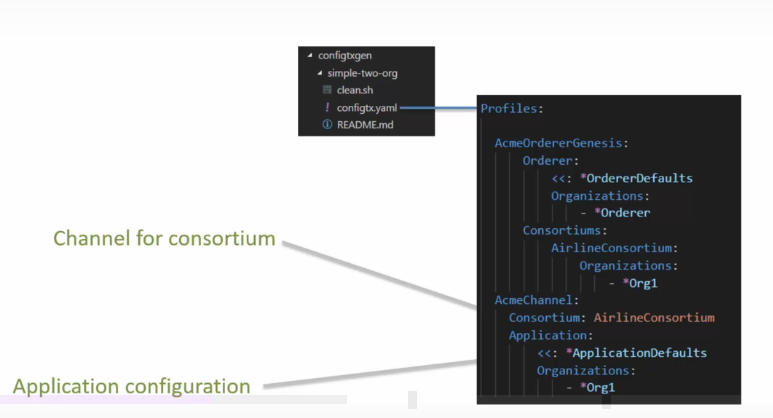 configtxgen
simple-two-org
clean.sh
! configtx.yaml
README.md
Profiles:
AcmeOrdererGenesis:
Orderer:
<<: *OrdererDefaults
Organizations:
- *Orderer
Consortiums:
AirlineConsortium:
Organizations:
- *Org1
AcmeChannel:
Consortium: AirlineConsortium
Application:
<<: *ApplicationDefaults
Organizations:
- *Org1
Channel for consortium
Application configuration